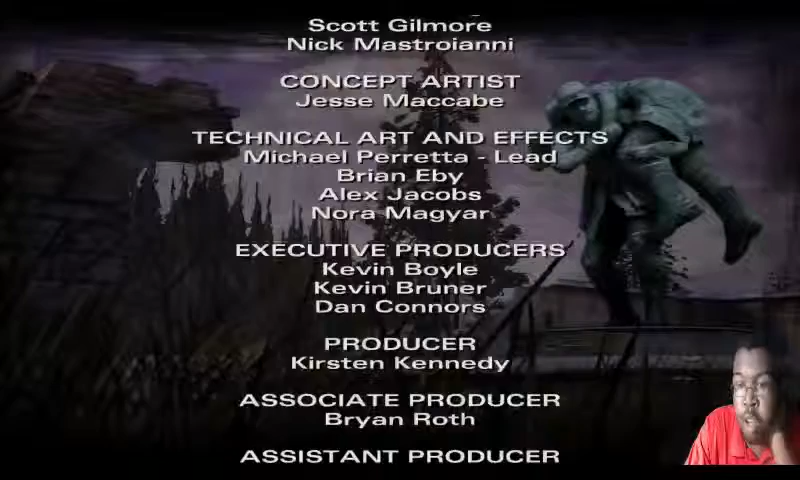 Scott Gilmore
Nick Mastroianni
CONCEPT ARTIST
Jesse Maccabe
TECHNICAL ART AND EFFECTS
Michael Perretta - Lead
Brian Eby
Alex Jacobs
Nora Magyar
EXECUTIVE PRODUCERS
Kevin Boyle
Kevin Bruner
Dan Connors
PRODUCER
Kirsten Kennedy
ASSOCIATE PRODUCER
Bryan Roth
ASSISTANT PRODUCER